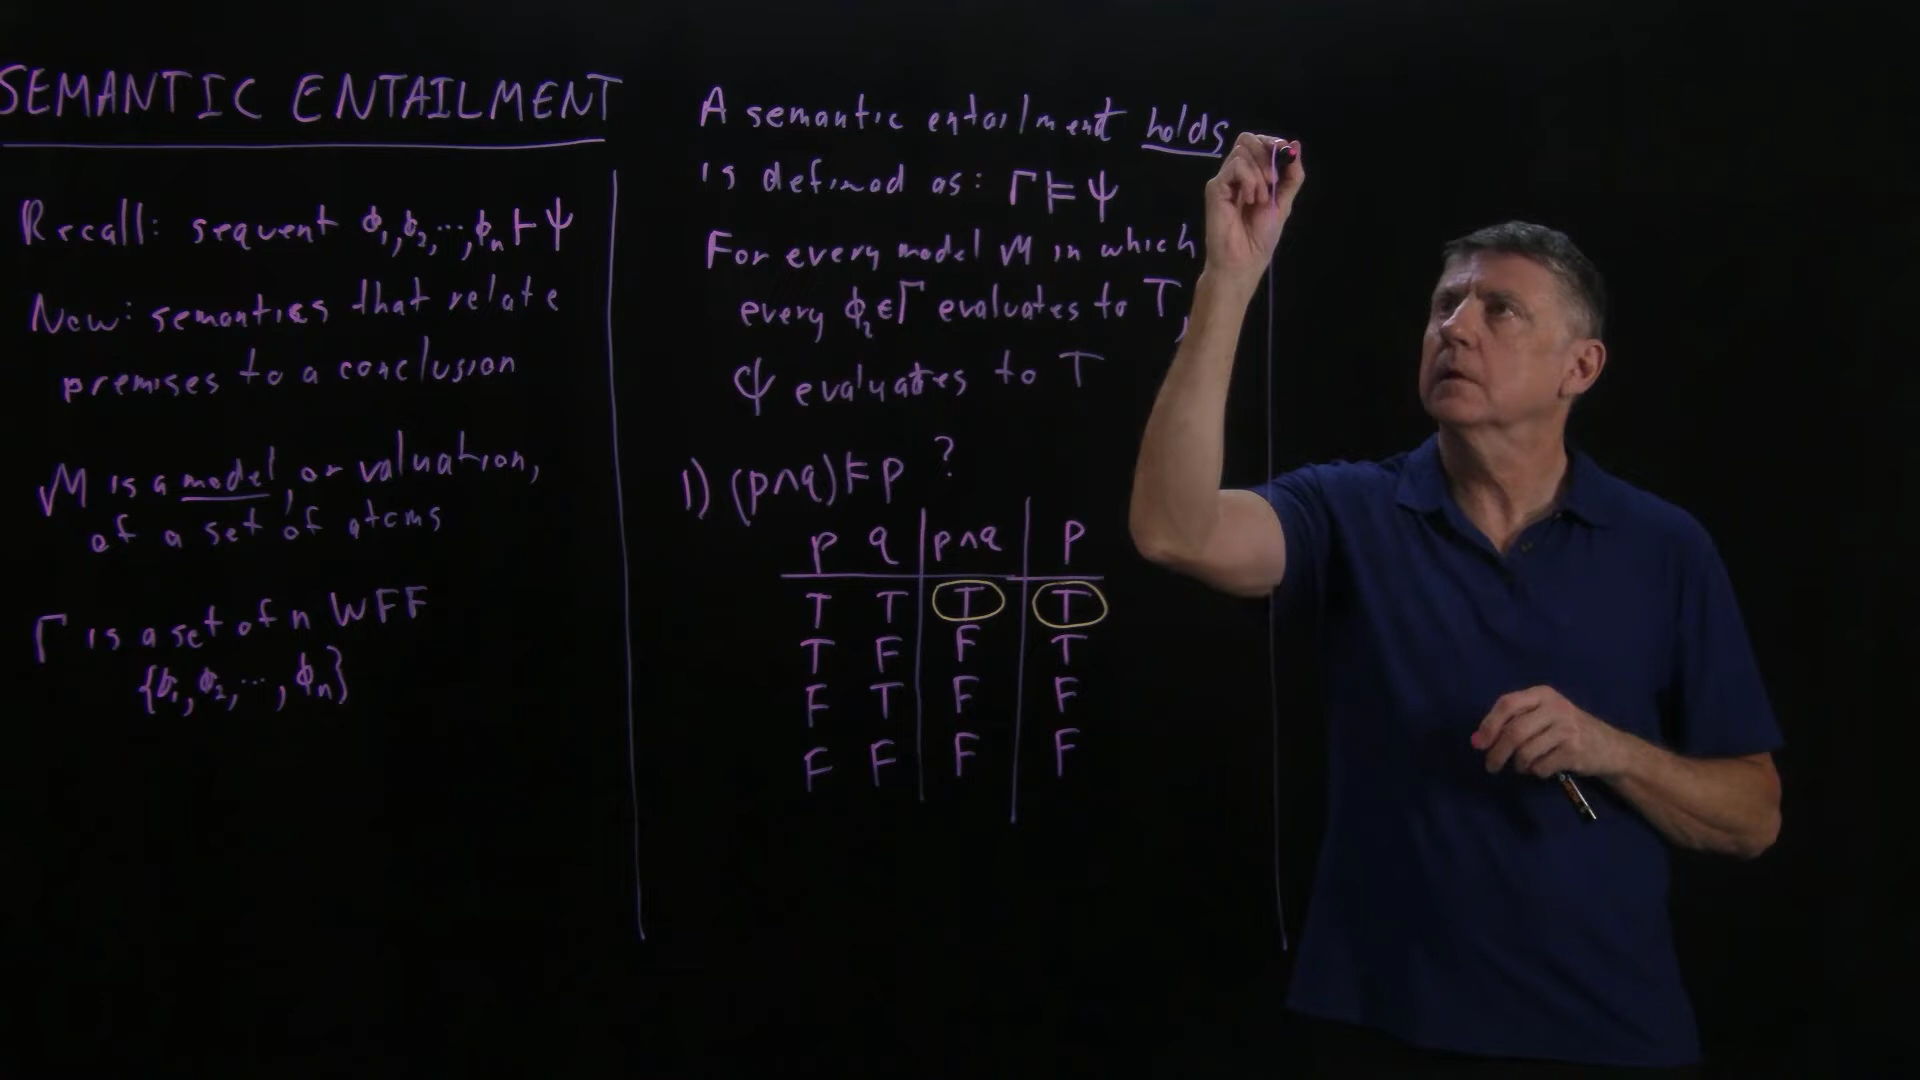 SEMANTIC ENTAILMENT
Recall: sequent ϕ₁,ϕ₂,⋯,ϕₙ ⊢ ψ
New: semantics that relate
premises to a conclusion
M is a model, or valuation,
of a set of atoms
Γ is a set of n WFF
{ϕ₁,ϕ₂,⋯,ϕₙ}
A semantic entailment holds
is defined as: Γ ⊨ ψ
For every model M in which
every ϕᵢ ∈ Γ evaluates to T,
ψ evaluates to T
1) (p∧q) ⊨ p ?
p q p∧q p
T T T T
T F F T
F T F F
F F F F